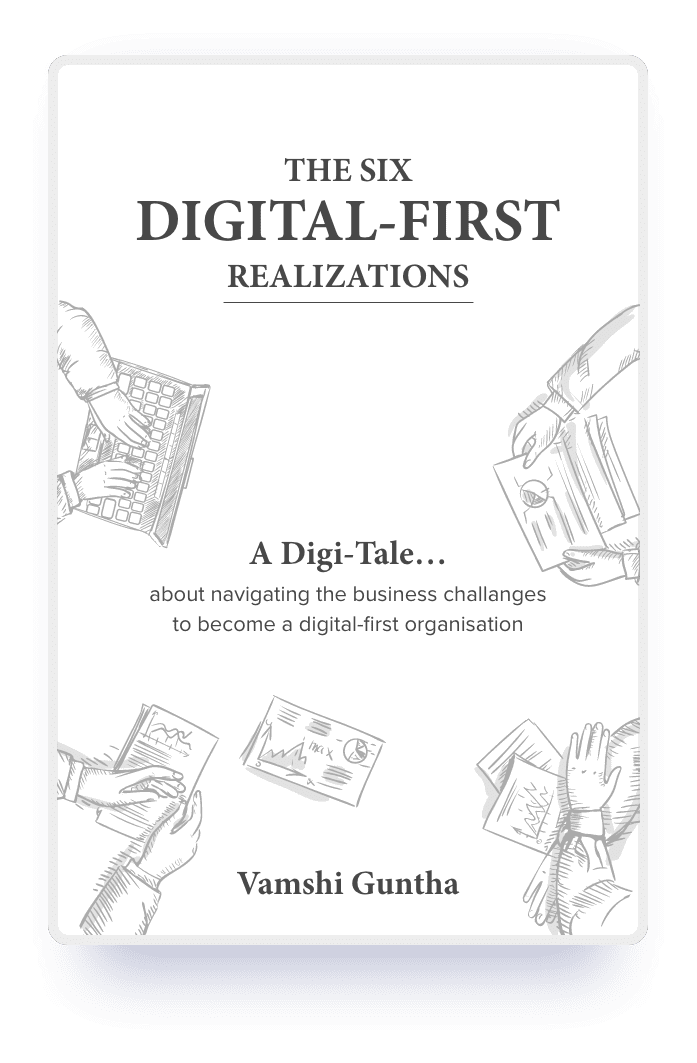 THE SIX
DIGITAL-FIRST
REALIZATIONS
A Digi-Tale...
about navigating the business challanges
to become a digital-first organisation
max
Vamshi Guntha